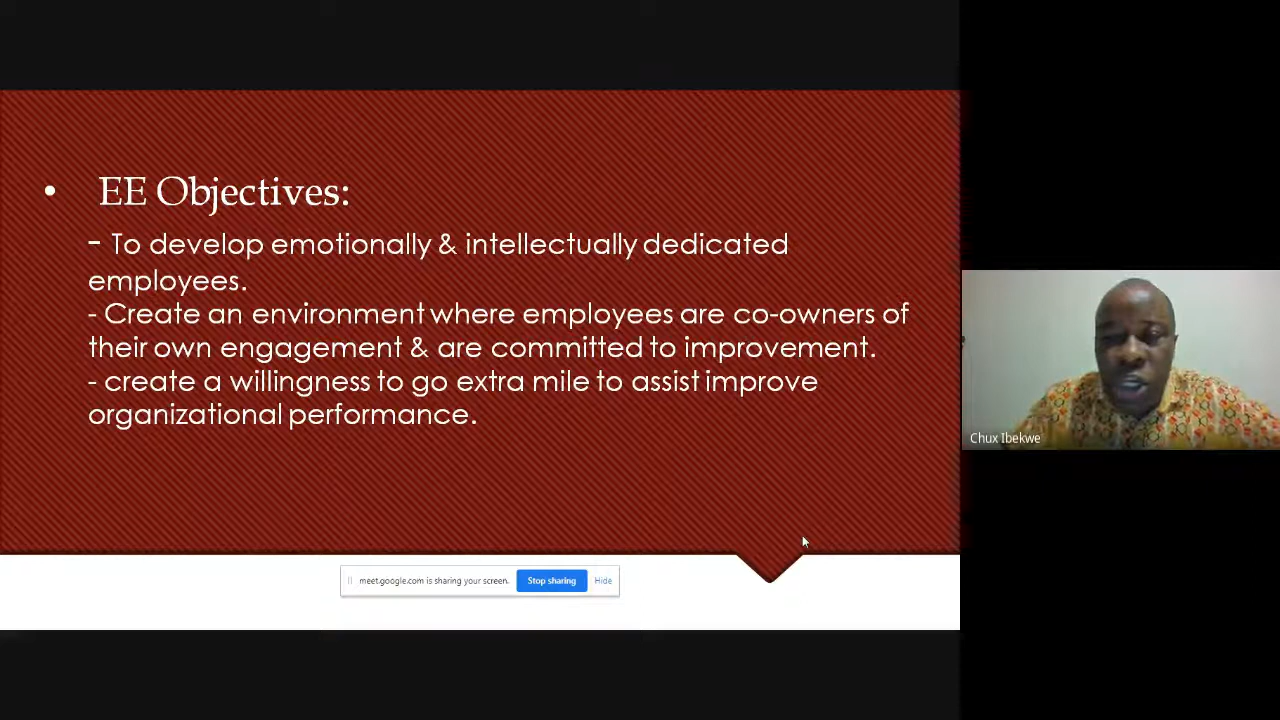 • EE Objectives:
- To develop emotionally & intellectually dedicated
employees.
- Create an environment where employees are co-owners of
their own engagement & are committed to improvement.
- create a willingness to go extra mile to assist improve
organizational performance.
Chux Ibekwe
meet.google.com is sharing your screen. Stop sharing Hide